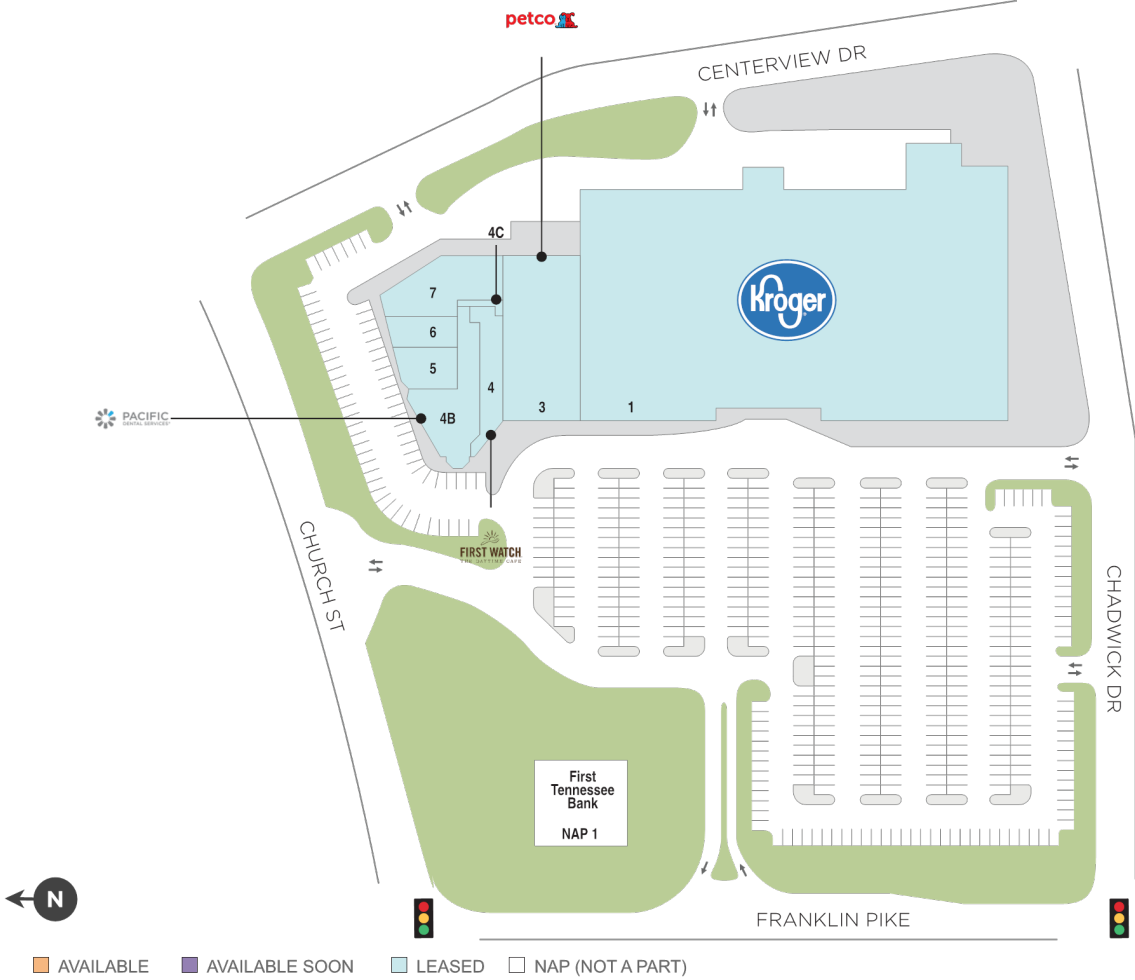 petco
CENTERVIEW DR
4C
7
6
5
4
4B
3
1
Kroger
PACIFIC
DENTAL SERVICES
FIRST WATCH
THE DAYTIME CAFE
CHURCH ST
CHADWICK DR
First
Tennessee
Bank
NAP 1
N
FRANKLIN PIKE
AVAILABLE
AVAILABLE SOON
LEASED
NAP (NOT A PART)